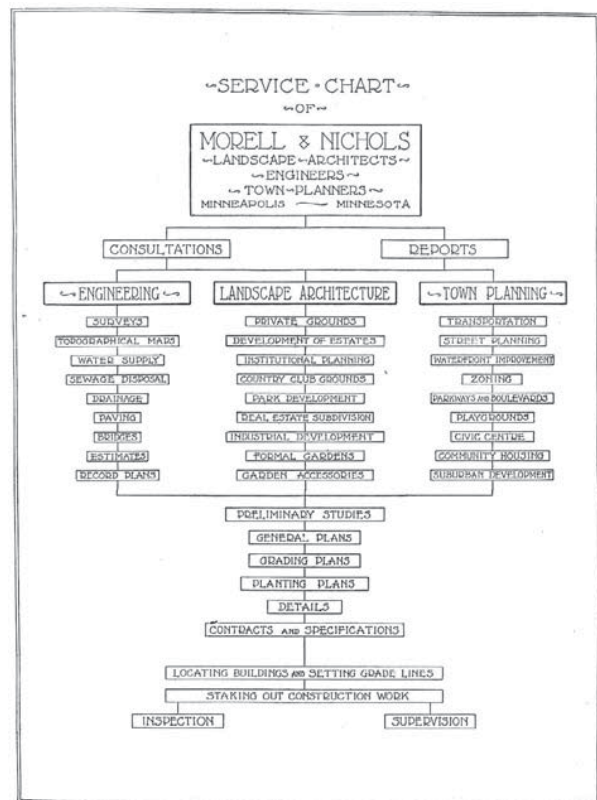 SERVICE · CHART
OF
MORELL & NICHOLS
LANDSCAPE ARCHITECTS
ENGINEERS
TOWN PLANNERS
MINNEAPOLIS MINNESOTA
CONSULTATIONS
REPORTS
ENGINEERING
SURVEYS
TOPOGRAPHICAL MAPS
WATER SUPPLY
SEWAGE DISPOSAL
DRAINAGE
PAVING
BRIDGES
ESTIMATES
RECORD PLANS
LANDSCAPE ARCHITECTURE
PRIVATE GROUNDS
DEVELOPMENT OF ESTATES
INSTITUTIONAL PLANNING
COUNTRY CLUB GROUNDS
PARK DEVELOPMENT
REAL ESTATE SUBDIVISION
INDUSTRIAL DEVELOPMENT
FORMAL GARDENS
GARDEN ACCESSORIES
TOWN PLANNING
TRANSPORTATION
STREET PLANNING
WATERFRONT IMPROVEMENT
ZONING
PARKWAYS AND BOULEVARDS
PLAYGROUNDS
CIVIC CENTRE
COMMUNITY HOUSING
SUBURBAN DEVELOPMENT
PRELIMINARY STUDIES
GENERAL PLANS
GRADING PLANS
PLANTING PLANS
DETAILS
CONTRACTS AND SPECIFICATIONS
LOCATING BUILDINGS AND SETTING GRADE LINES
STAKING OUT CONSTRUCTION WORK
INSPECTION
SUPERVISION